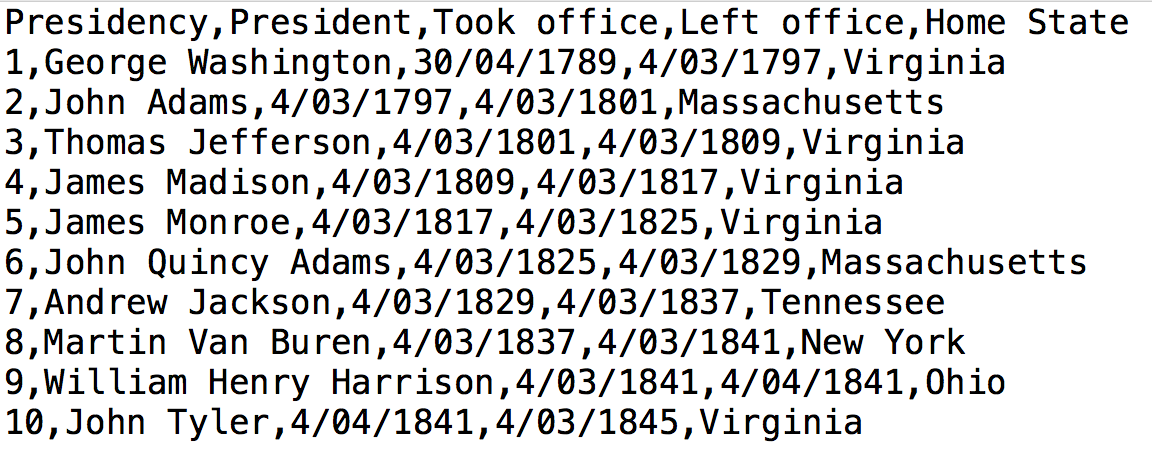 Presidency,President,Took office,Left office,Home State
1,George Washington,30/04/1789,4/03/1797,Virginia
2,John Adams,4/03/1797,4/03/1801,Massachusetts
3,Thomas Jefferson,4/03/1801,4/03/1809,Virginia
4,James Madison,4/03/1809,4/03/1817,Virginia
5,James Monroe,4/03/1817,4/03/1825,Virginia
6,John Quincy Adams,4/03/1825,4/03/1829,Massachusetts
7,Andrew Jackson,4/03/1829,4/03/1837,Tennessee
8,Martin Van Buren,4/03/1837,4/03/1841,New York
9,William Henry Harrison,4/03/1841,4/04/1841,Ohio
10,John Tyler,4/04/1841,4/03/1845,Virginia